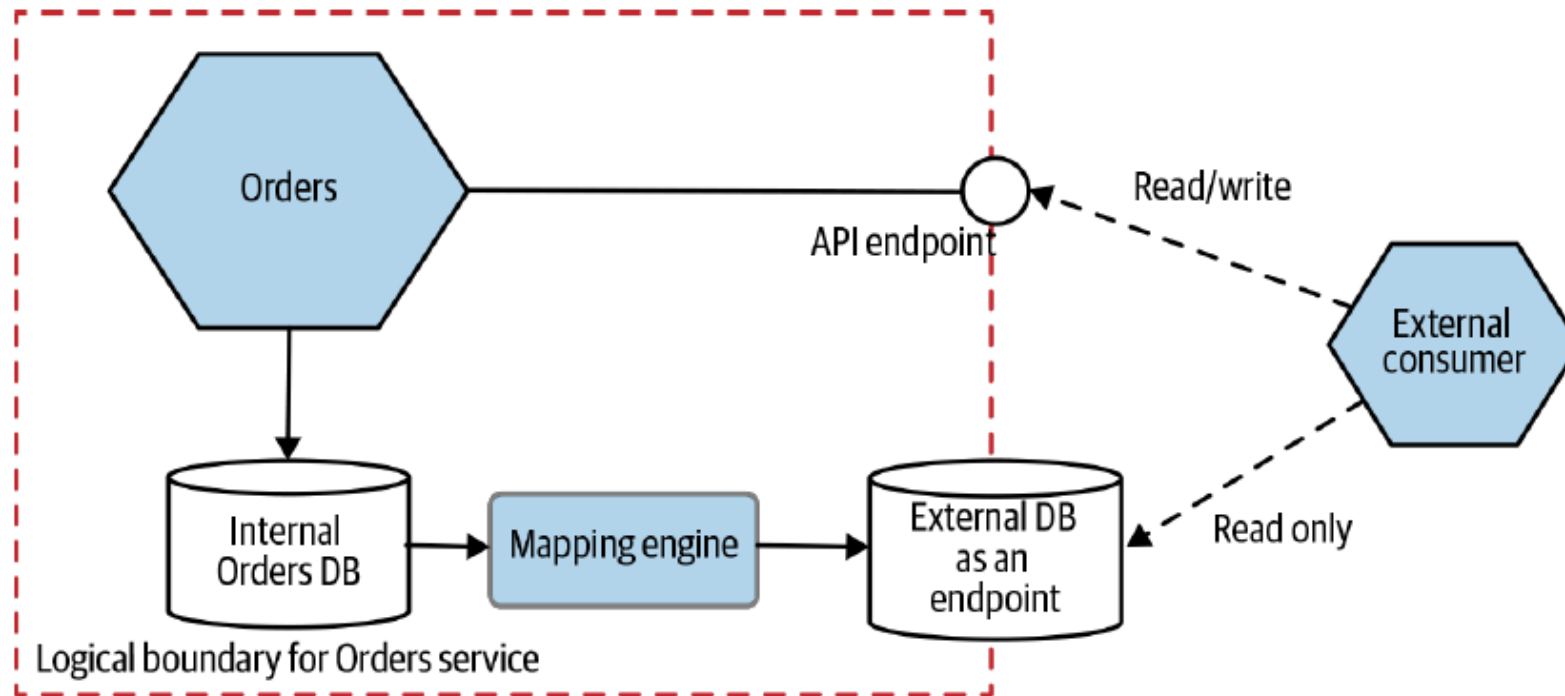 Orders
Read/write
API endpoint
External
consumer
Internal
Orders DB
Mapping engine
External DB
as an
endpoint
Read only
Logical boundary for Orders service